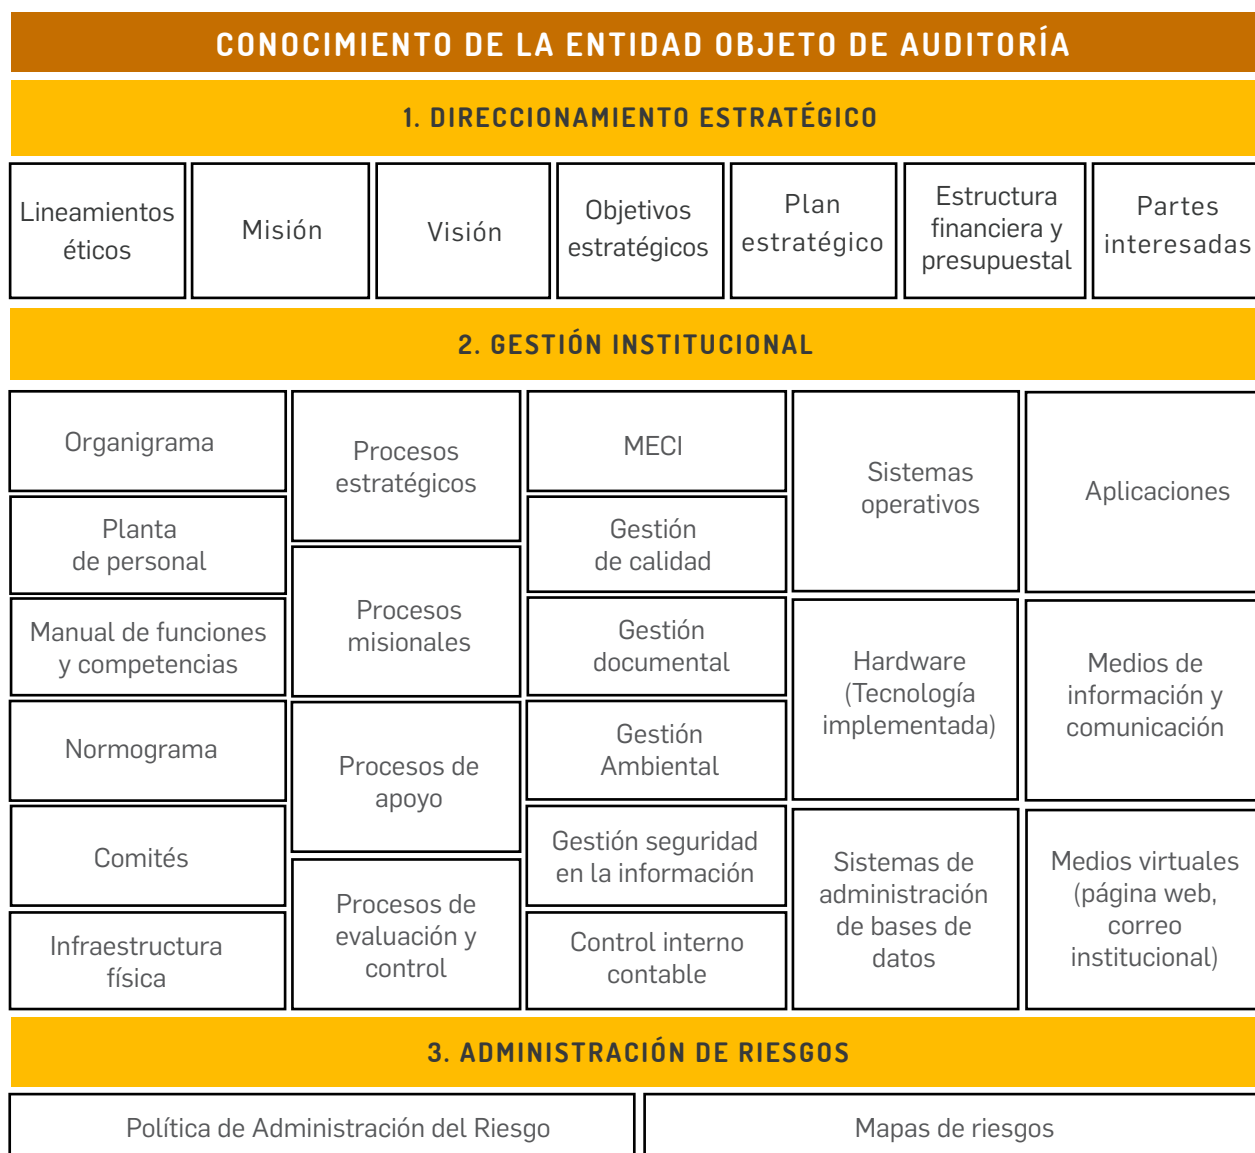 CONOCIMIENTO DE LA ENTIDAD OBJETO DE AUDITORÍA
1. DIRECCIONAMIENTO ESTRATÉGICO
Lineamientos
éticos
Misión
Visión
Objetivos
estratégicos
Plan
estratégico
Estructura
financiera y
presupuestal
Partes
interesadas
2. GESTIÓN INSTITUCIONAL
Organigrama
Planta
de personal
Manual de funciones
y competencias
Normograma
Comités
Infraestructura
física
Procesos
estratégicos
Procesos
misionales
Procesos de
apoyo
Procesos de
evaluación y
control
MECI
Gestión
de calidad
Gestión
documental
Gestión
Ambiental
Gestión seguridad
en la información
Control interno
contable
Sistemas
operativos
Hardware
(Tecnología
implementada)
Sistemas de
administración
de bases de
datos
Aplicaciones
Medios de
información y
comunicación
Medios virtuales
(página web,
correo
institucional)
3. ADMINISTRACIÓN DE RIESGOS
Política de Administración del Riesgo
Mapas de riesgos